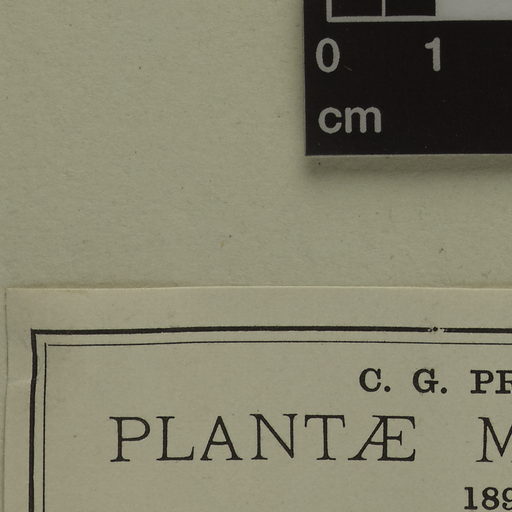 0 1
cm
C. G. PR
PLANTÆ M
189